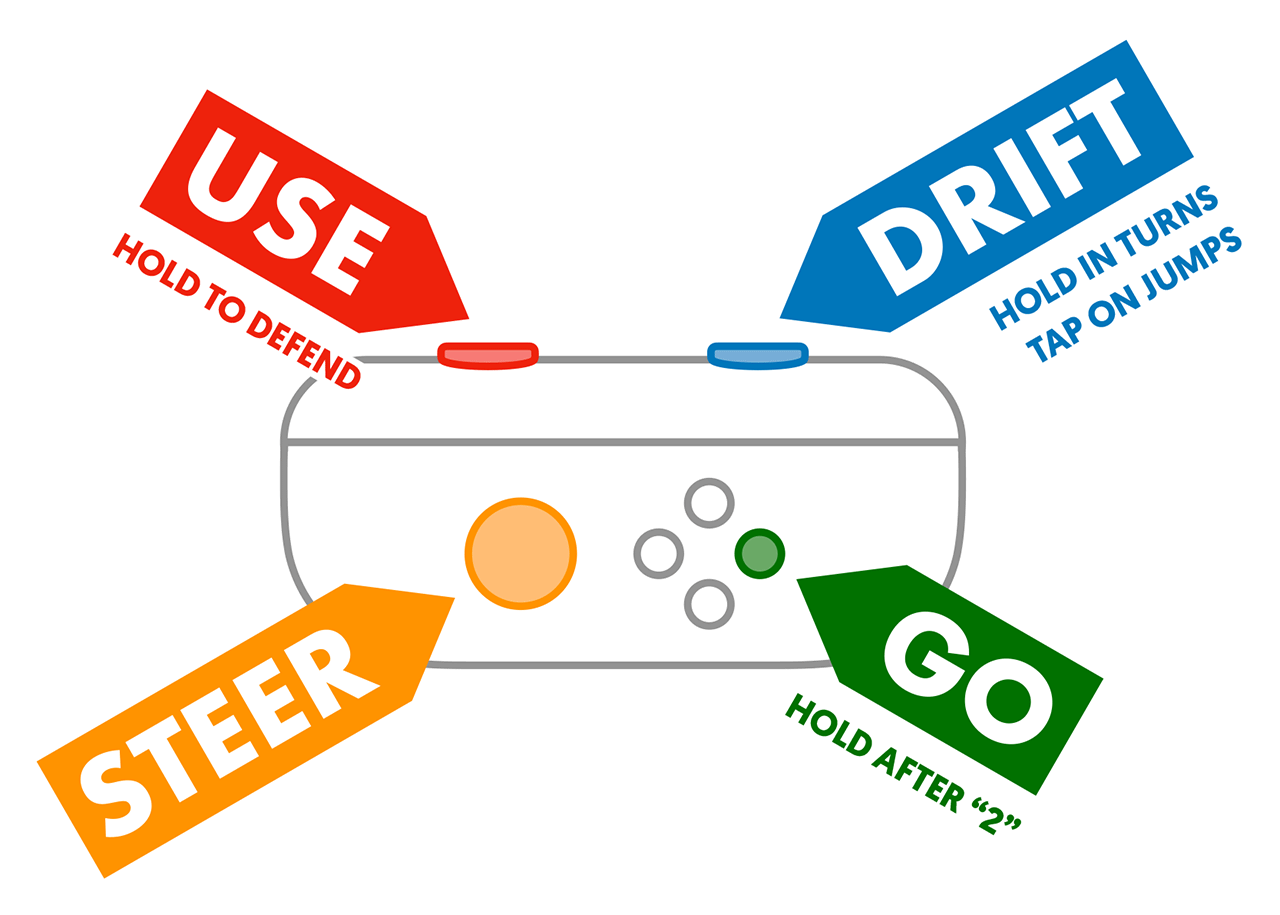 USE
HOLD TO DEFEND
DRIFT
HOLD IN TURNS
TAP ON JUMPS
STEER
GO
HOLD AFTER “2”